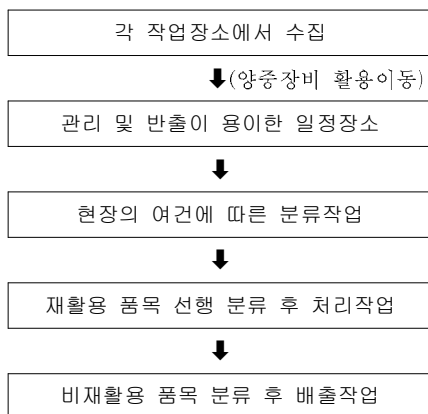 각 작업장소에서 수집
(양중장비 활용이동)
관리 및 반출이 용이한 일정장소
현장의 여건에 따른 분류작업
재활용 품목 선행 분류 후 처리작업
비재활용 품목 분류 후 배출작업